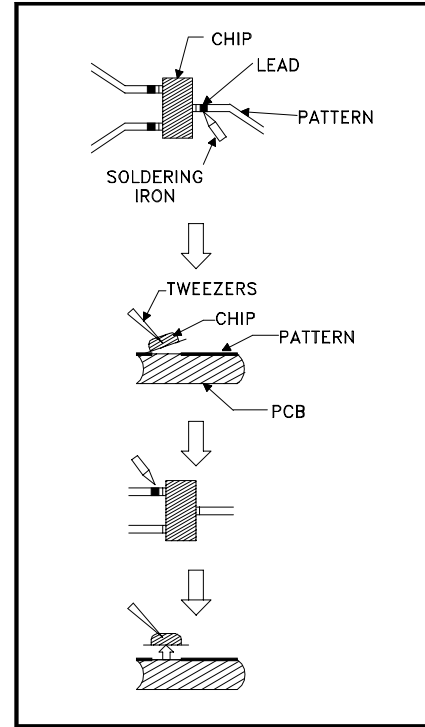 CHIP
LEAD
PATTERN
SOLDERING
IRON
TWEEZERS
CHIP
PATTERN
PCB